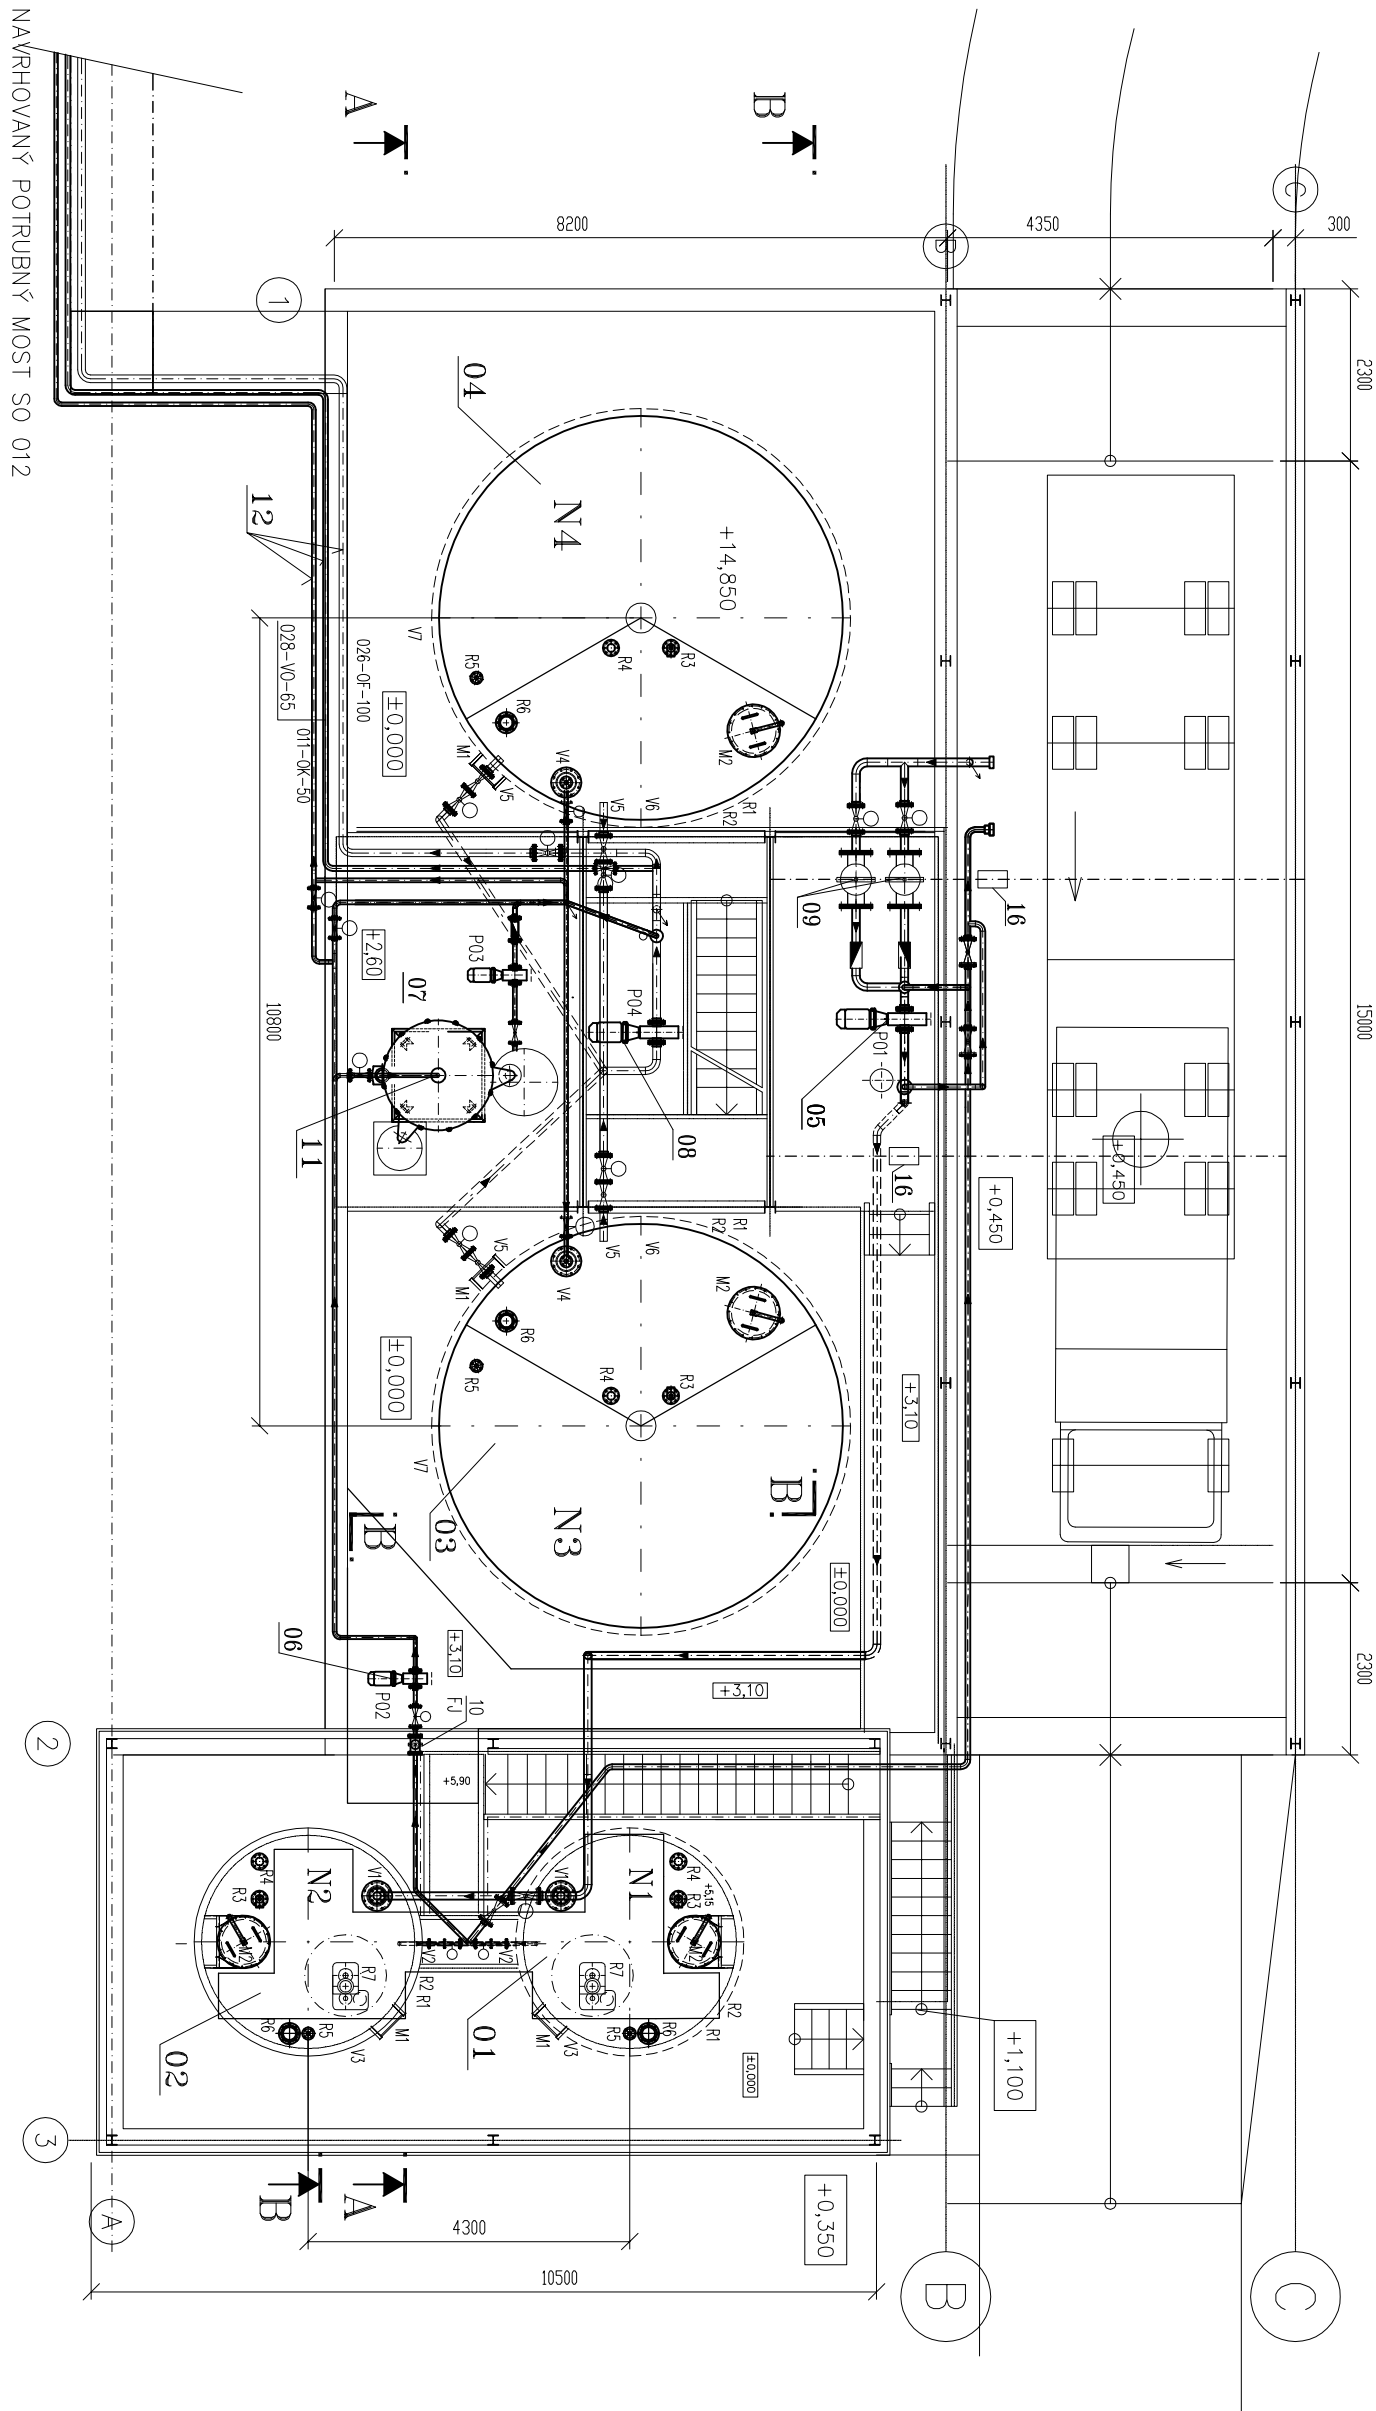 NAVRHOVANÝ POTRUBNÝ MOST SO 012
A
B
C
B
1
8200
4350
300
2300
15000
2300
04
N4
+14,850
12
V7
R5
R4
R3
R6
M2
M1
V5
V4
V5
V6
R1
R2
026-OF-100
028-VO-65
011-OK-50
±0,000
+2,60
10800
P03
07
11
P04
08
09
P01
05
16
16
+0,450
+0,450
V5
M1
V4
V5
V6
R1
R2
M2
R6
R5
R4
R3
V7
03
N3
B
B
±0,000
+3,10
±0,000
+3,10
+3,10
06
P02
10
FJ
2
+5,90
N2
V1
R4
R3
M2
R7
R2
R1
M1
V3
R5
R6
02
V2
V2
01
N1
V1
R4
R3
+5,15
M2
R7
R2
R1
M1
V3
R5
R6
±0,000
+1,100
3
B
A
A
4300
10500
+0,350
B
C